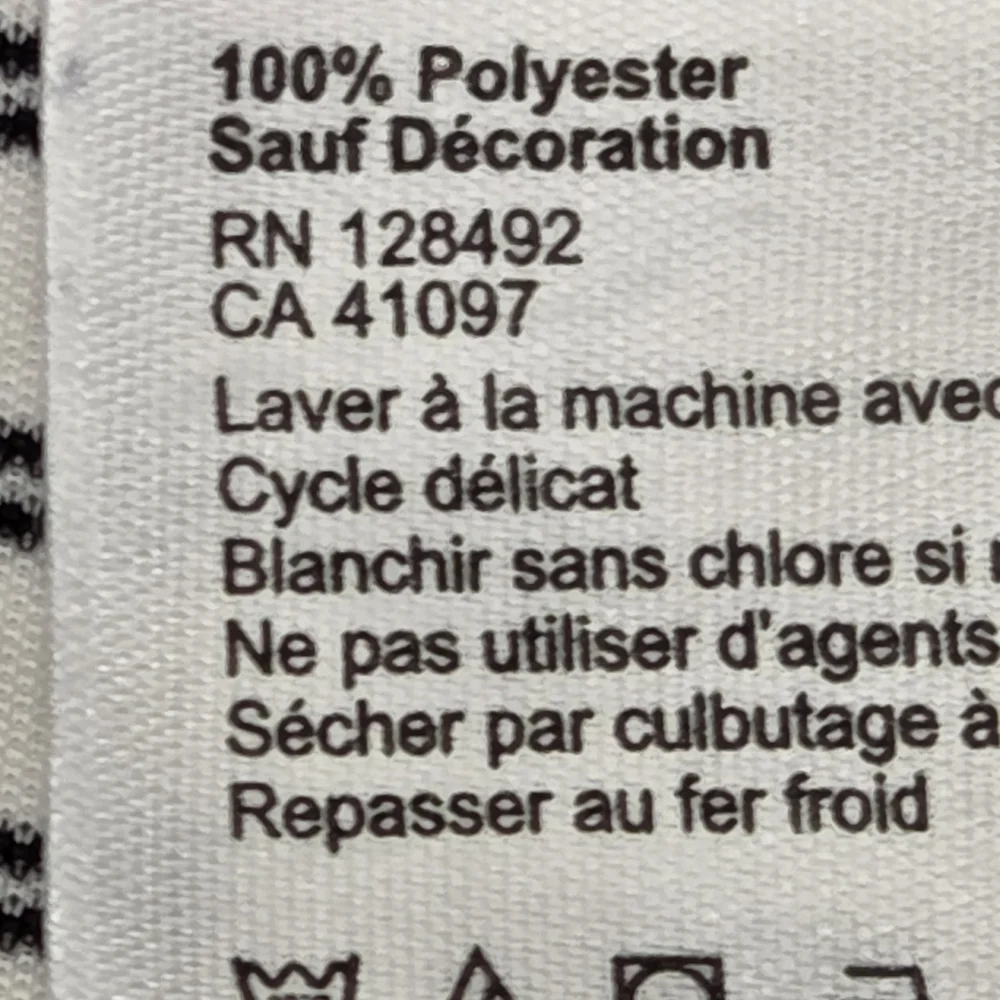 100% Polyester
Sauf Décoration
RN 128492
CA 41097
Laver à la machine avec
Cycle délicat
Blanchir sans chlore si
Ne pas utiliser d'agents
Sécher par culbutage à
Repasser au fer froid